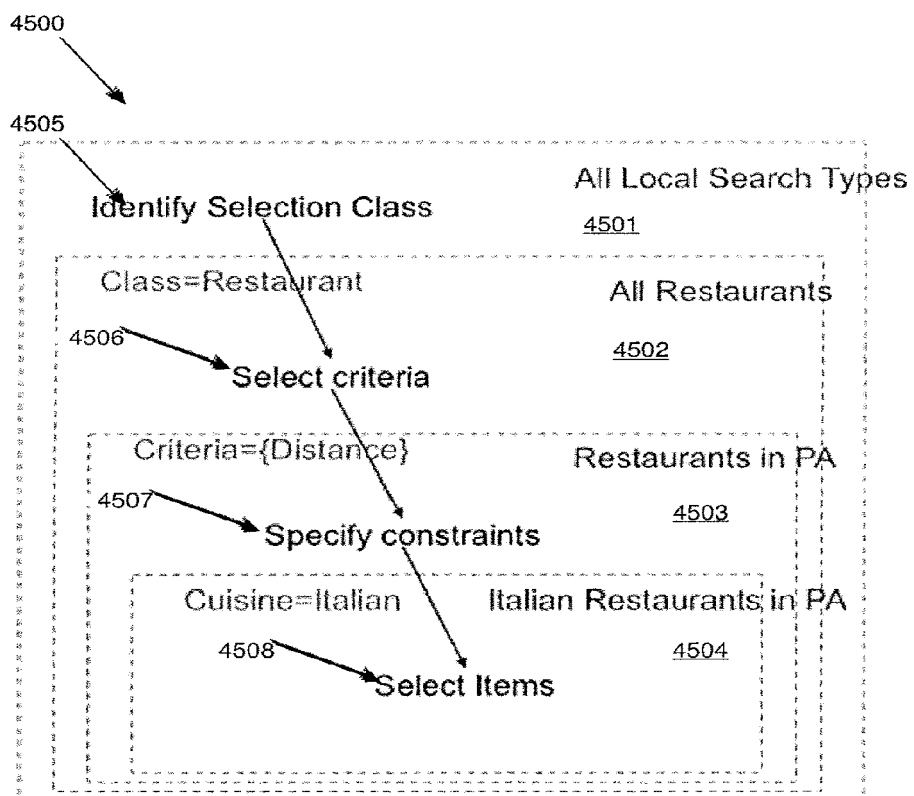 4500
4505
All Local Search Types
Identify Selection Class
4501
Class=Restaurant
All Restaurants
4506
4502
Select criteria
Criteria={Distance}
Restaurants in PA
4507
4503
Specify constraints
Cuisine=Italian
Italian Restaurants in PA
4508
4504
Select Items